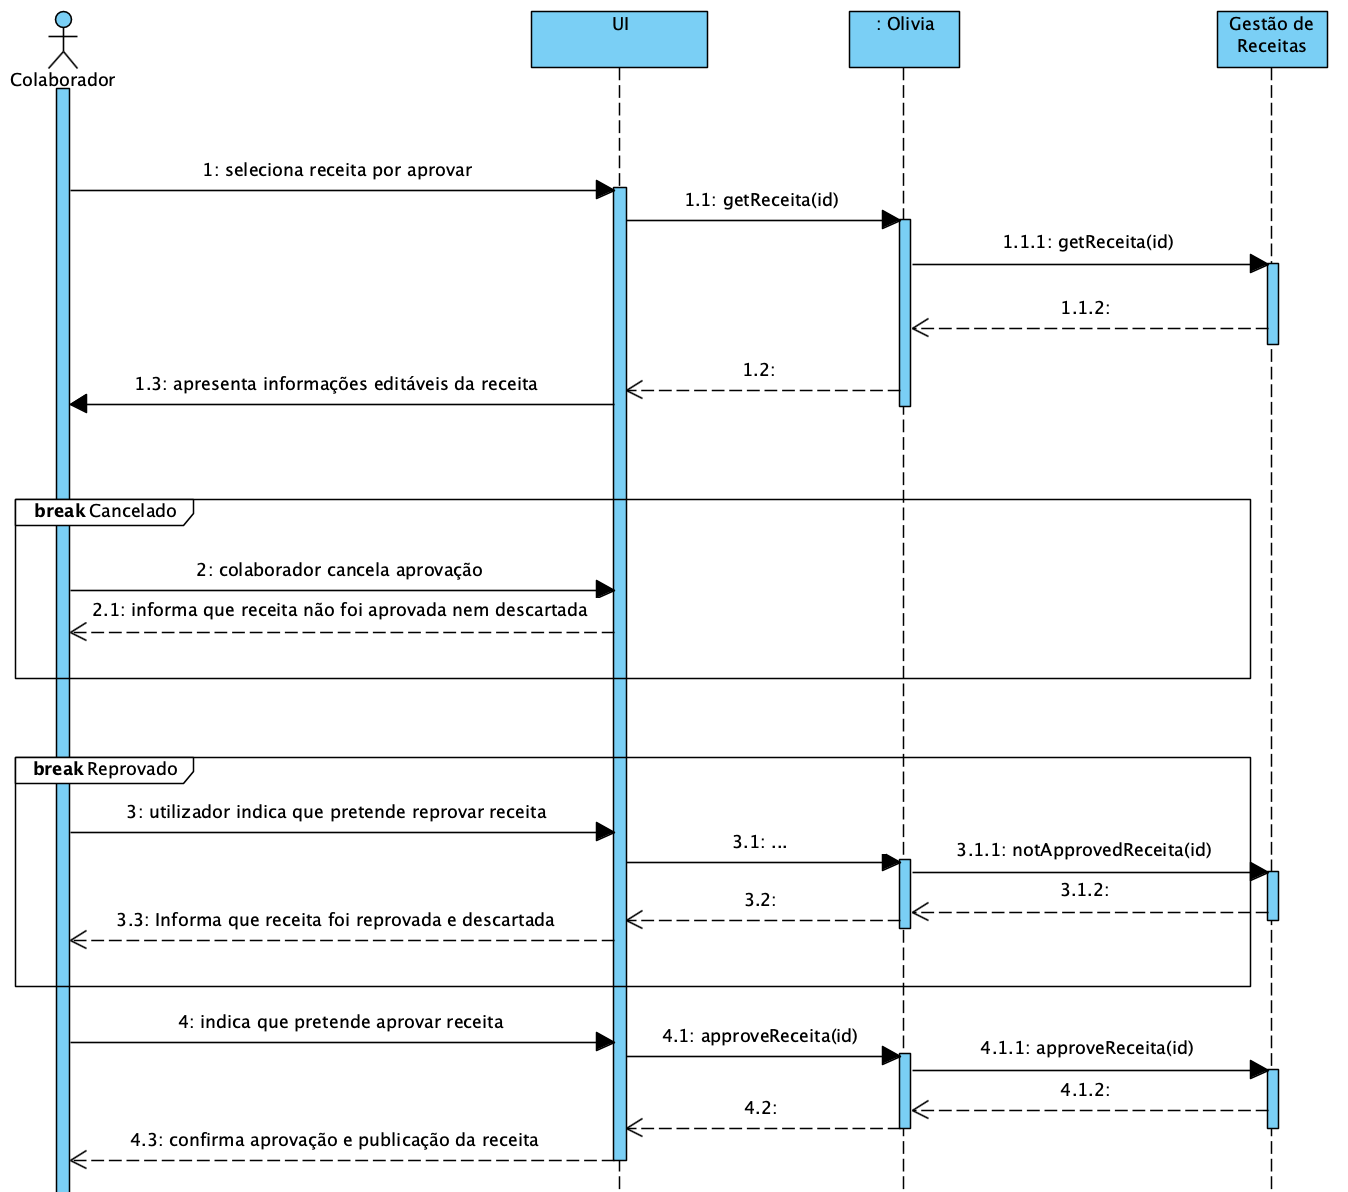 Colaborador
UI
: Olivia
Gestão de
Receitas
1: seleciona receita por aprovar
1.1: getReceita(id)
1.1.1: getReceita(id)
1.1.2:
1.2:
1.3: apresenta informações editáveis da receita
break Cancelado
2: colaborador cancela aprovação
2.1: informa que receita não foi aprovada nem descartada
break Reprovado
3: utilizador indica que pretende reprovar receita
3.1: ...
3.1.1: notApprovedReceita(id)
3.1.2:
3.2:
3.3: Informa que receita foi reprovada e descartada
4: indica que pretende aprovar receita
4.1: approveReceita(id)
4.1.1: approveReceita(id)
4.1.2:
4.2:
4.3: confirma aprovação e publicação da receita